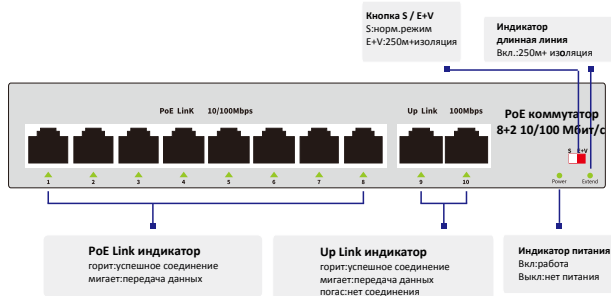 Кнопка S / E+V
S:норм.режим
E+V:250м+изоляция
Индикатор
длинная линия
Вкл.:250м+ изоляция
PoE LinK 10/100Mbps
Up Link 100Mbps
PoE коммутатор
8+2 10/100 Мбит/с
S E+V
1 2 3 4 5 6 7 8 9 10
Power Extend
PoE Link индикатор
горит:успешное соединение
мигает:передача данных
Up Link индикатор
горит:успешное соединение
мигает:передача данных
погас:нет соединения
Индикатор питания
Вкл:работа
Выкл:нет питания